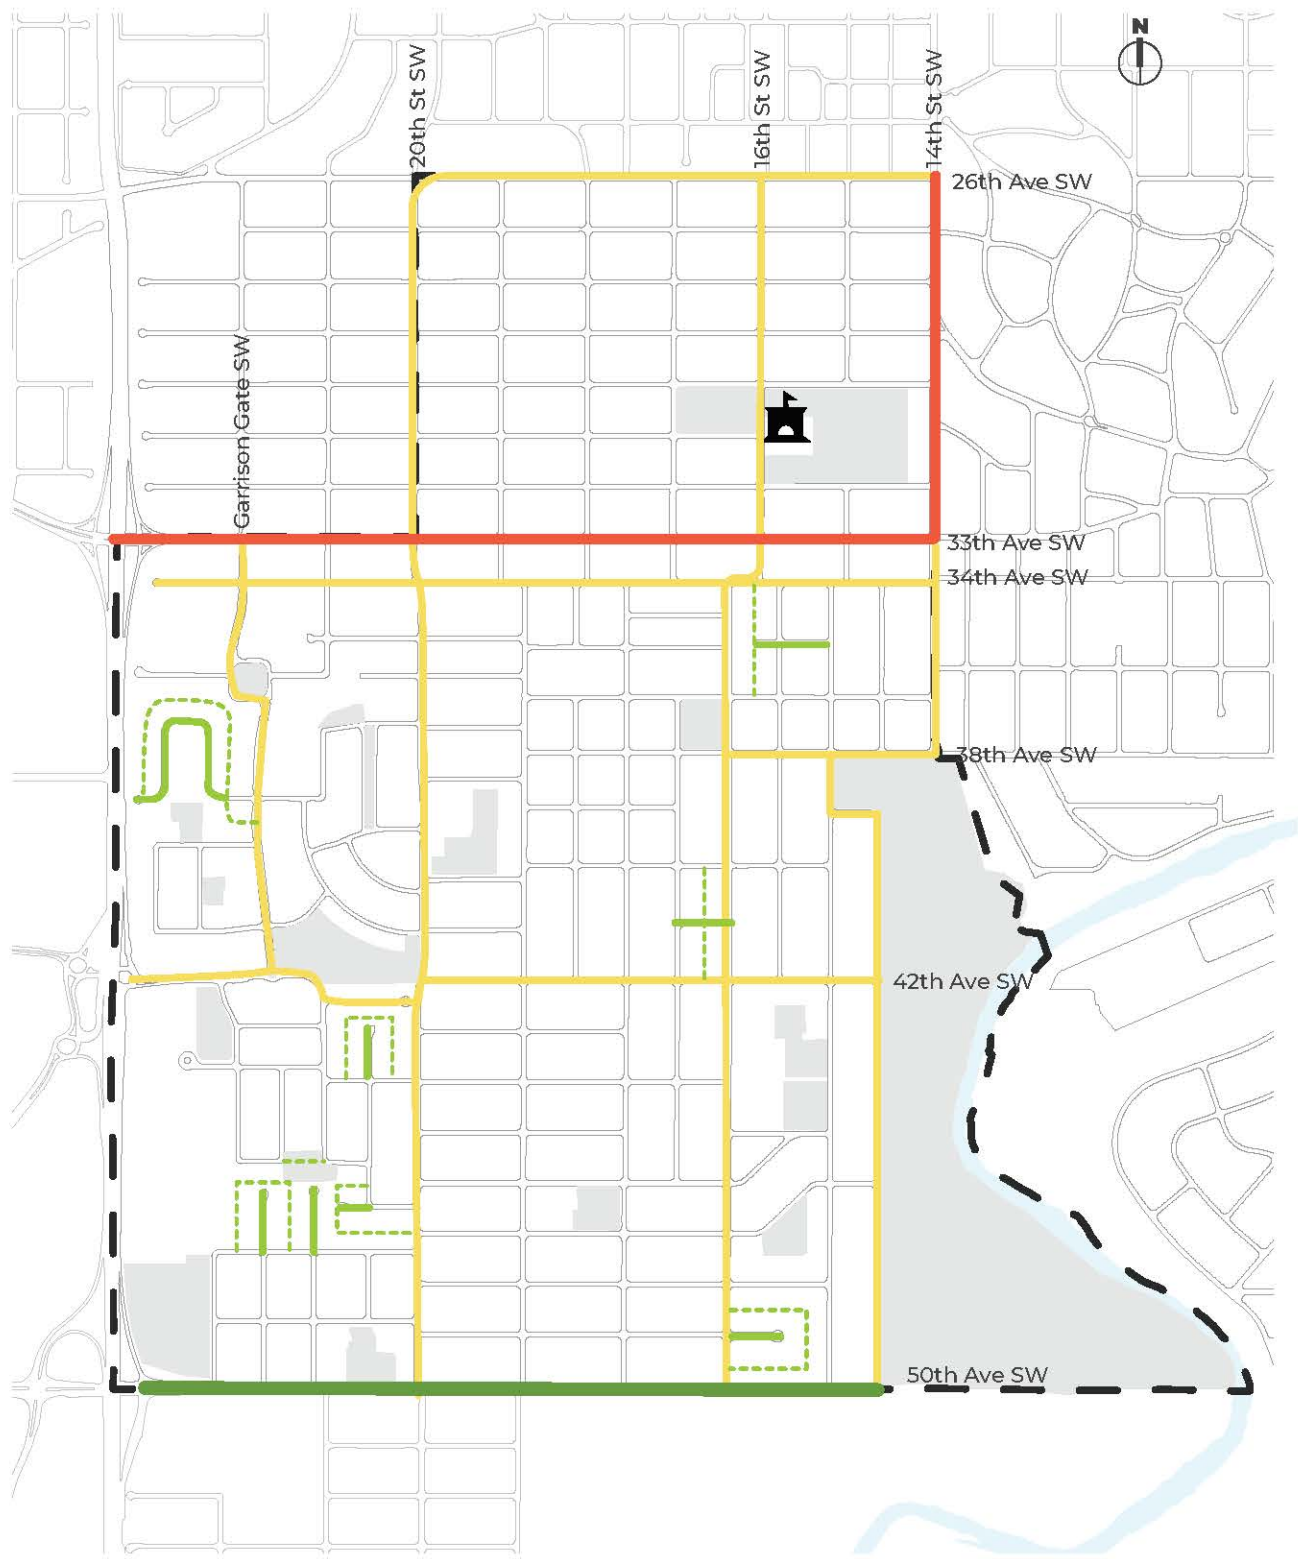 N
20th St SW
16th St SW
14th St SW
26th Ave SW
Garrison Gate SW
33th Ave SW
34th Ave SW
38th Ave SW
42th Ave SW
50th Ave SW